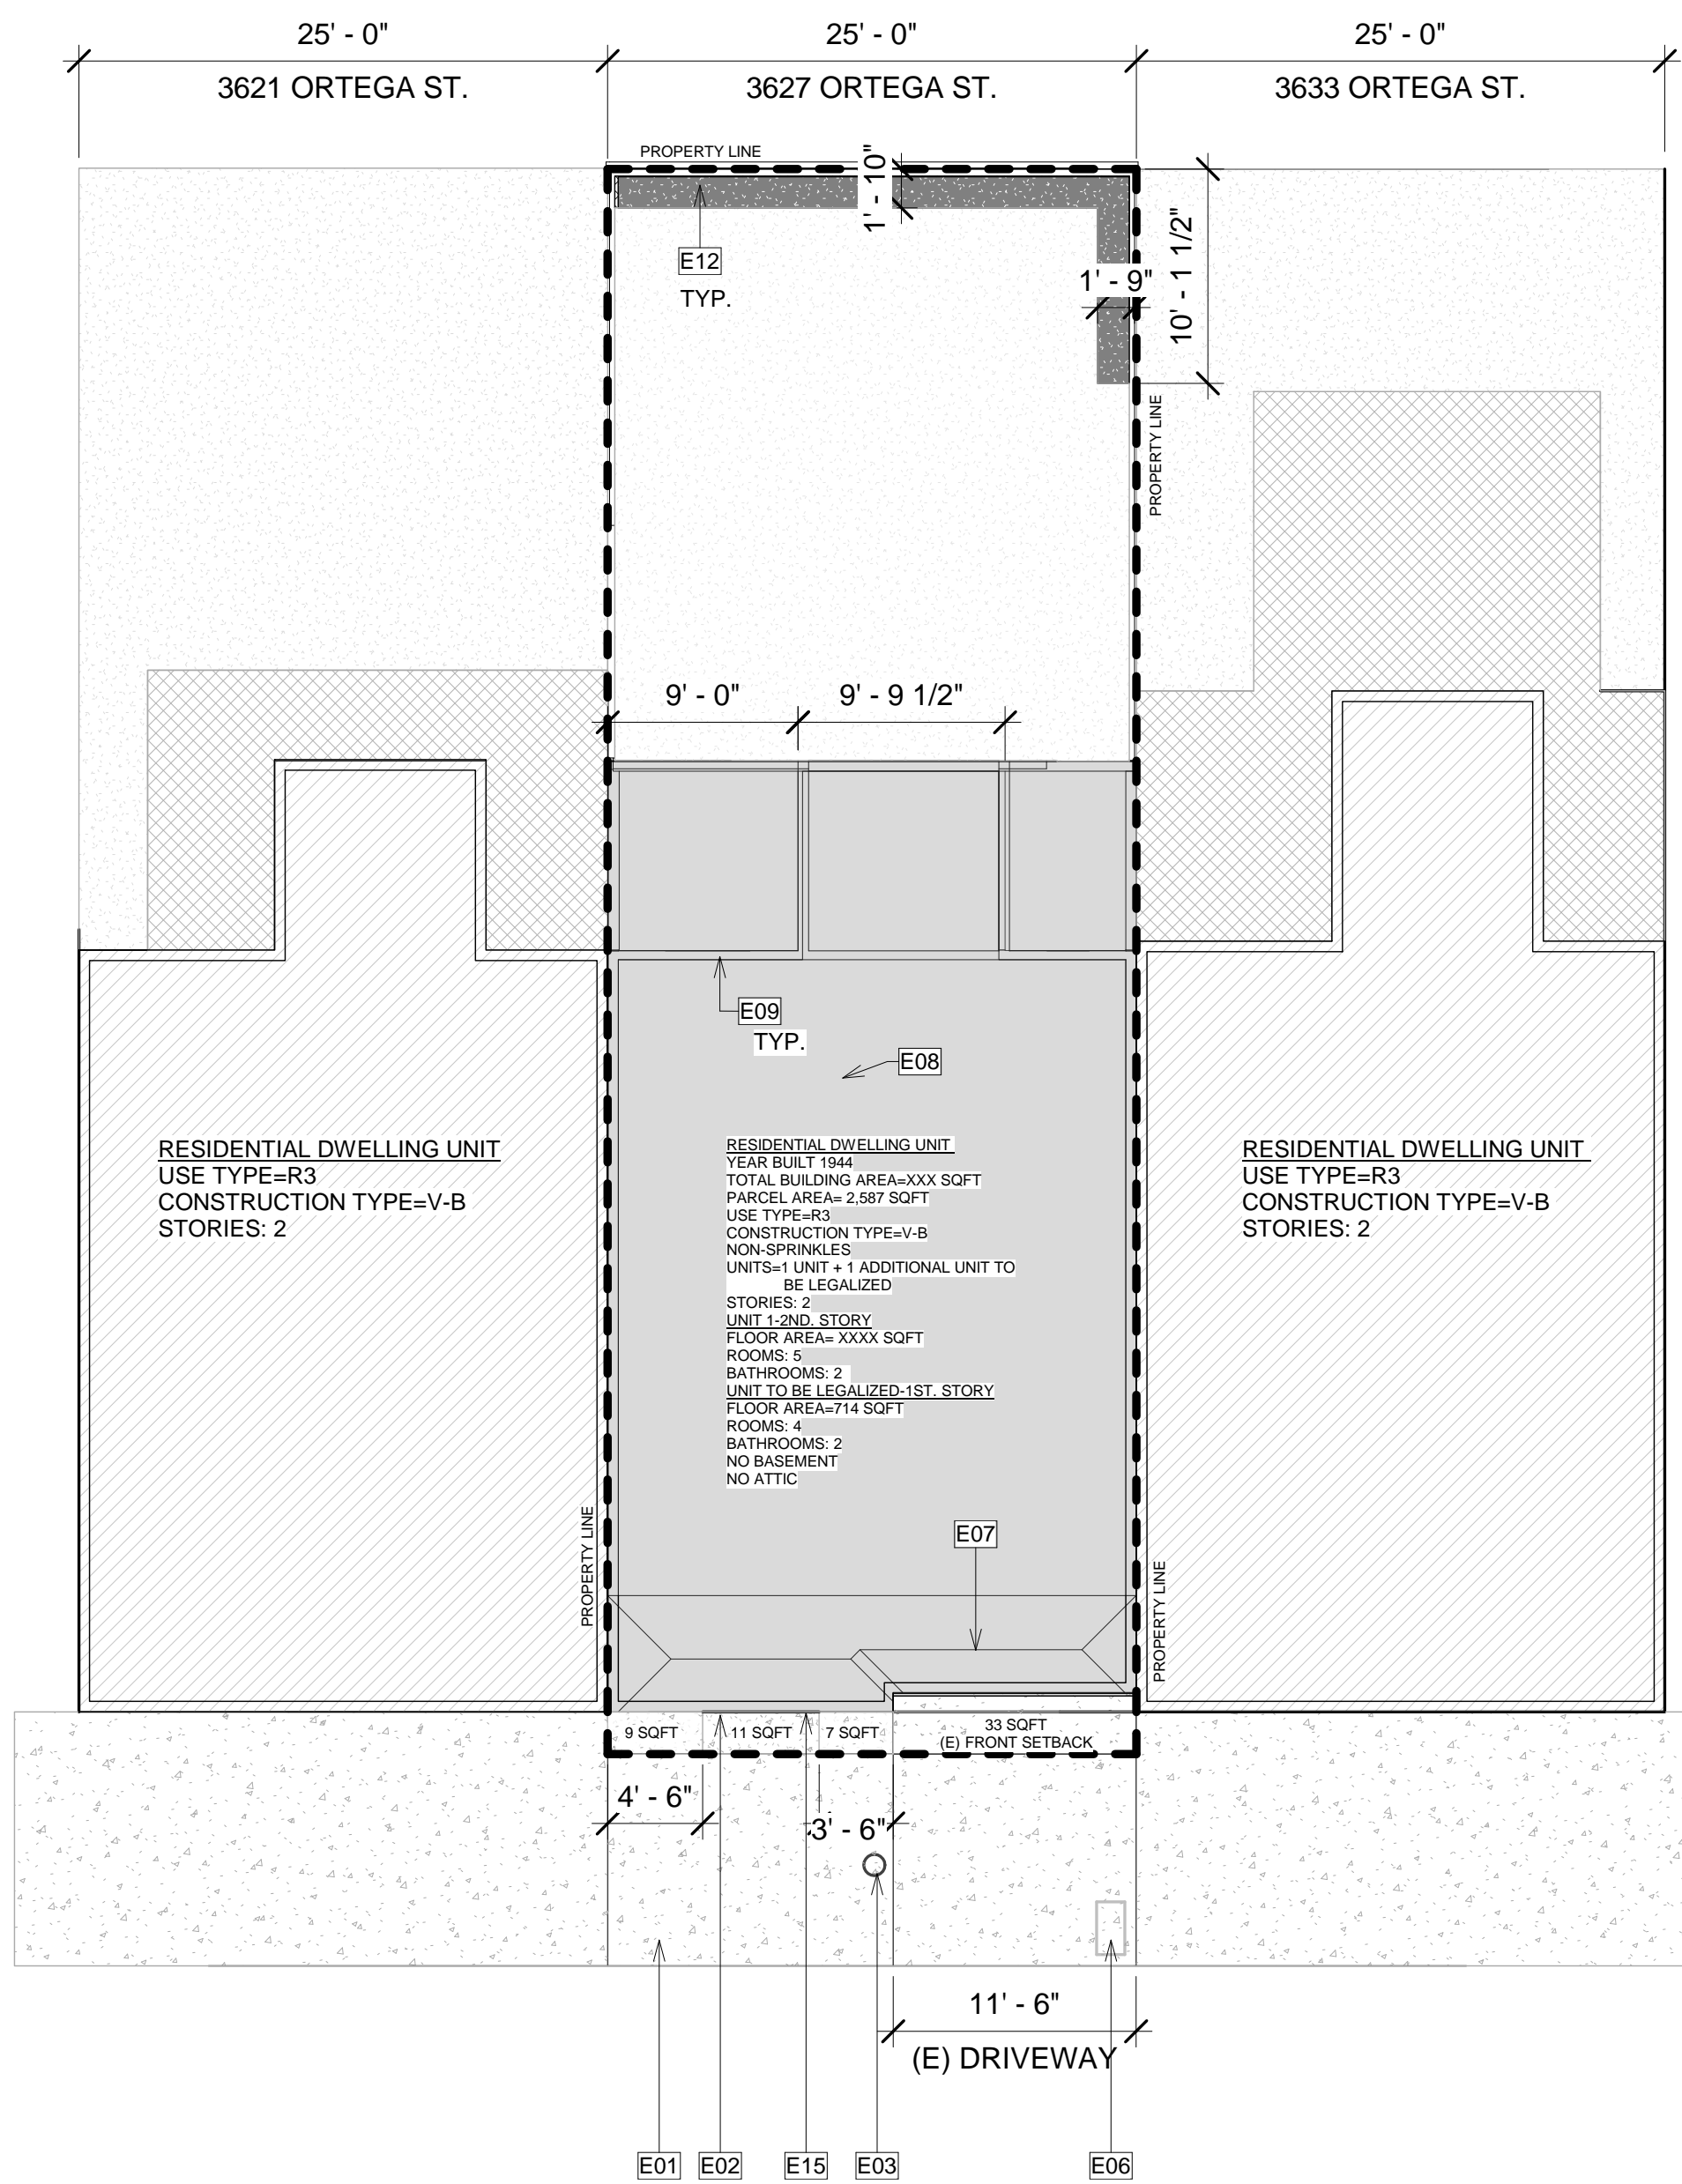 25' - 0"
25' - 0"
25' - 0"
3621 ORTEGA ST.
3627 ORTEGA ST.
3633 ORTEGA ST.
PROPERTY LINE
1' - 10"
E12
TYP.
1' - 9"
10' - 1 1/2"
PROPERTY LINE
9' - 0"
9' - 9 1/2"
E09
TYP.
E08
RESIDENTIAL DWELLING UNIT
USE TYPE=R3
CONSTRUCTION TYPE=V-B
STORIES: 2
RESIDENTIAL DWELLING UNIT
YEAR BUILT 1944
TOTAL BUILDING AREA=XXX SQFT
PARCEL AREA= 2,587 SQFT
USE TYPE=R3
CONSTRUCTION TYPE=V-B
NON-SPRINKLES
UNITS=1 UNIT + 1 ADDITIONAL UNIT TO
BE LEGALIZED
STORIES: 2
UNIT 1-2ND. STORY
FLOOR AREA= XXXX SQFT
ROOMS: 5
BATHROOMS: 2
UNIT TO BE LEGALIZED-1ST. STORY
FLOOR AREA=714 SQFT
ROOMS: 4
BATHROOMS: 2
NO BASEMENT
NO ATTIC
RESIDENTIAL DWELLING UNIT
USE TYPE=R3
CONSTRUCTION TYPE=V-B
STORIES: 2
E07
PROPERTY LINE
PROPERTY LINE
9 SQFT
11 SQFT
7 SQFT
33 SQFT
(E) FRONT SETBACK
4' - 6"
3' - 6"
11' - 6"
(E) DRIVEWAY
E01
E02
E15
E03
E06